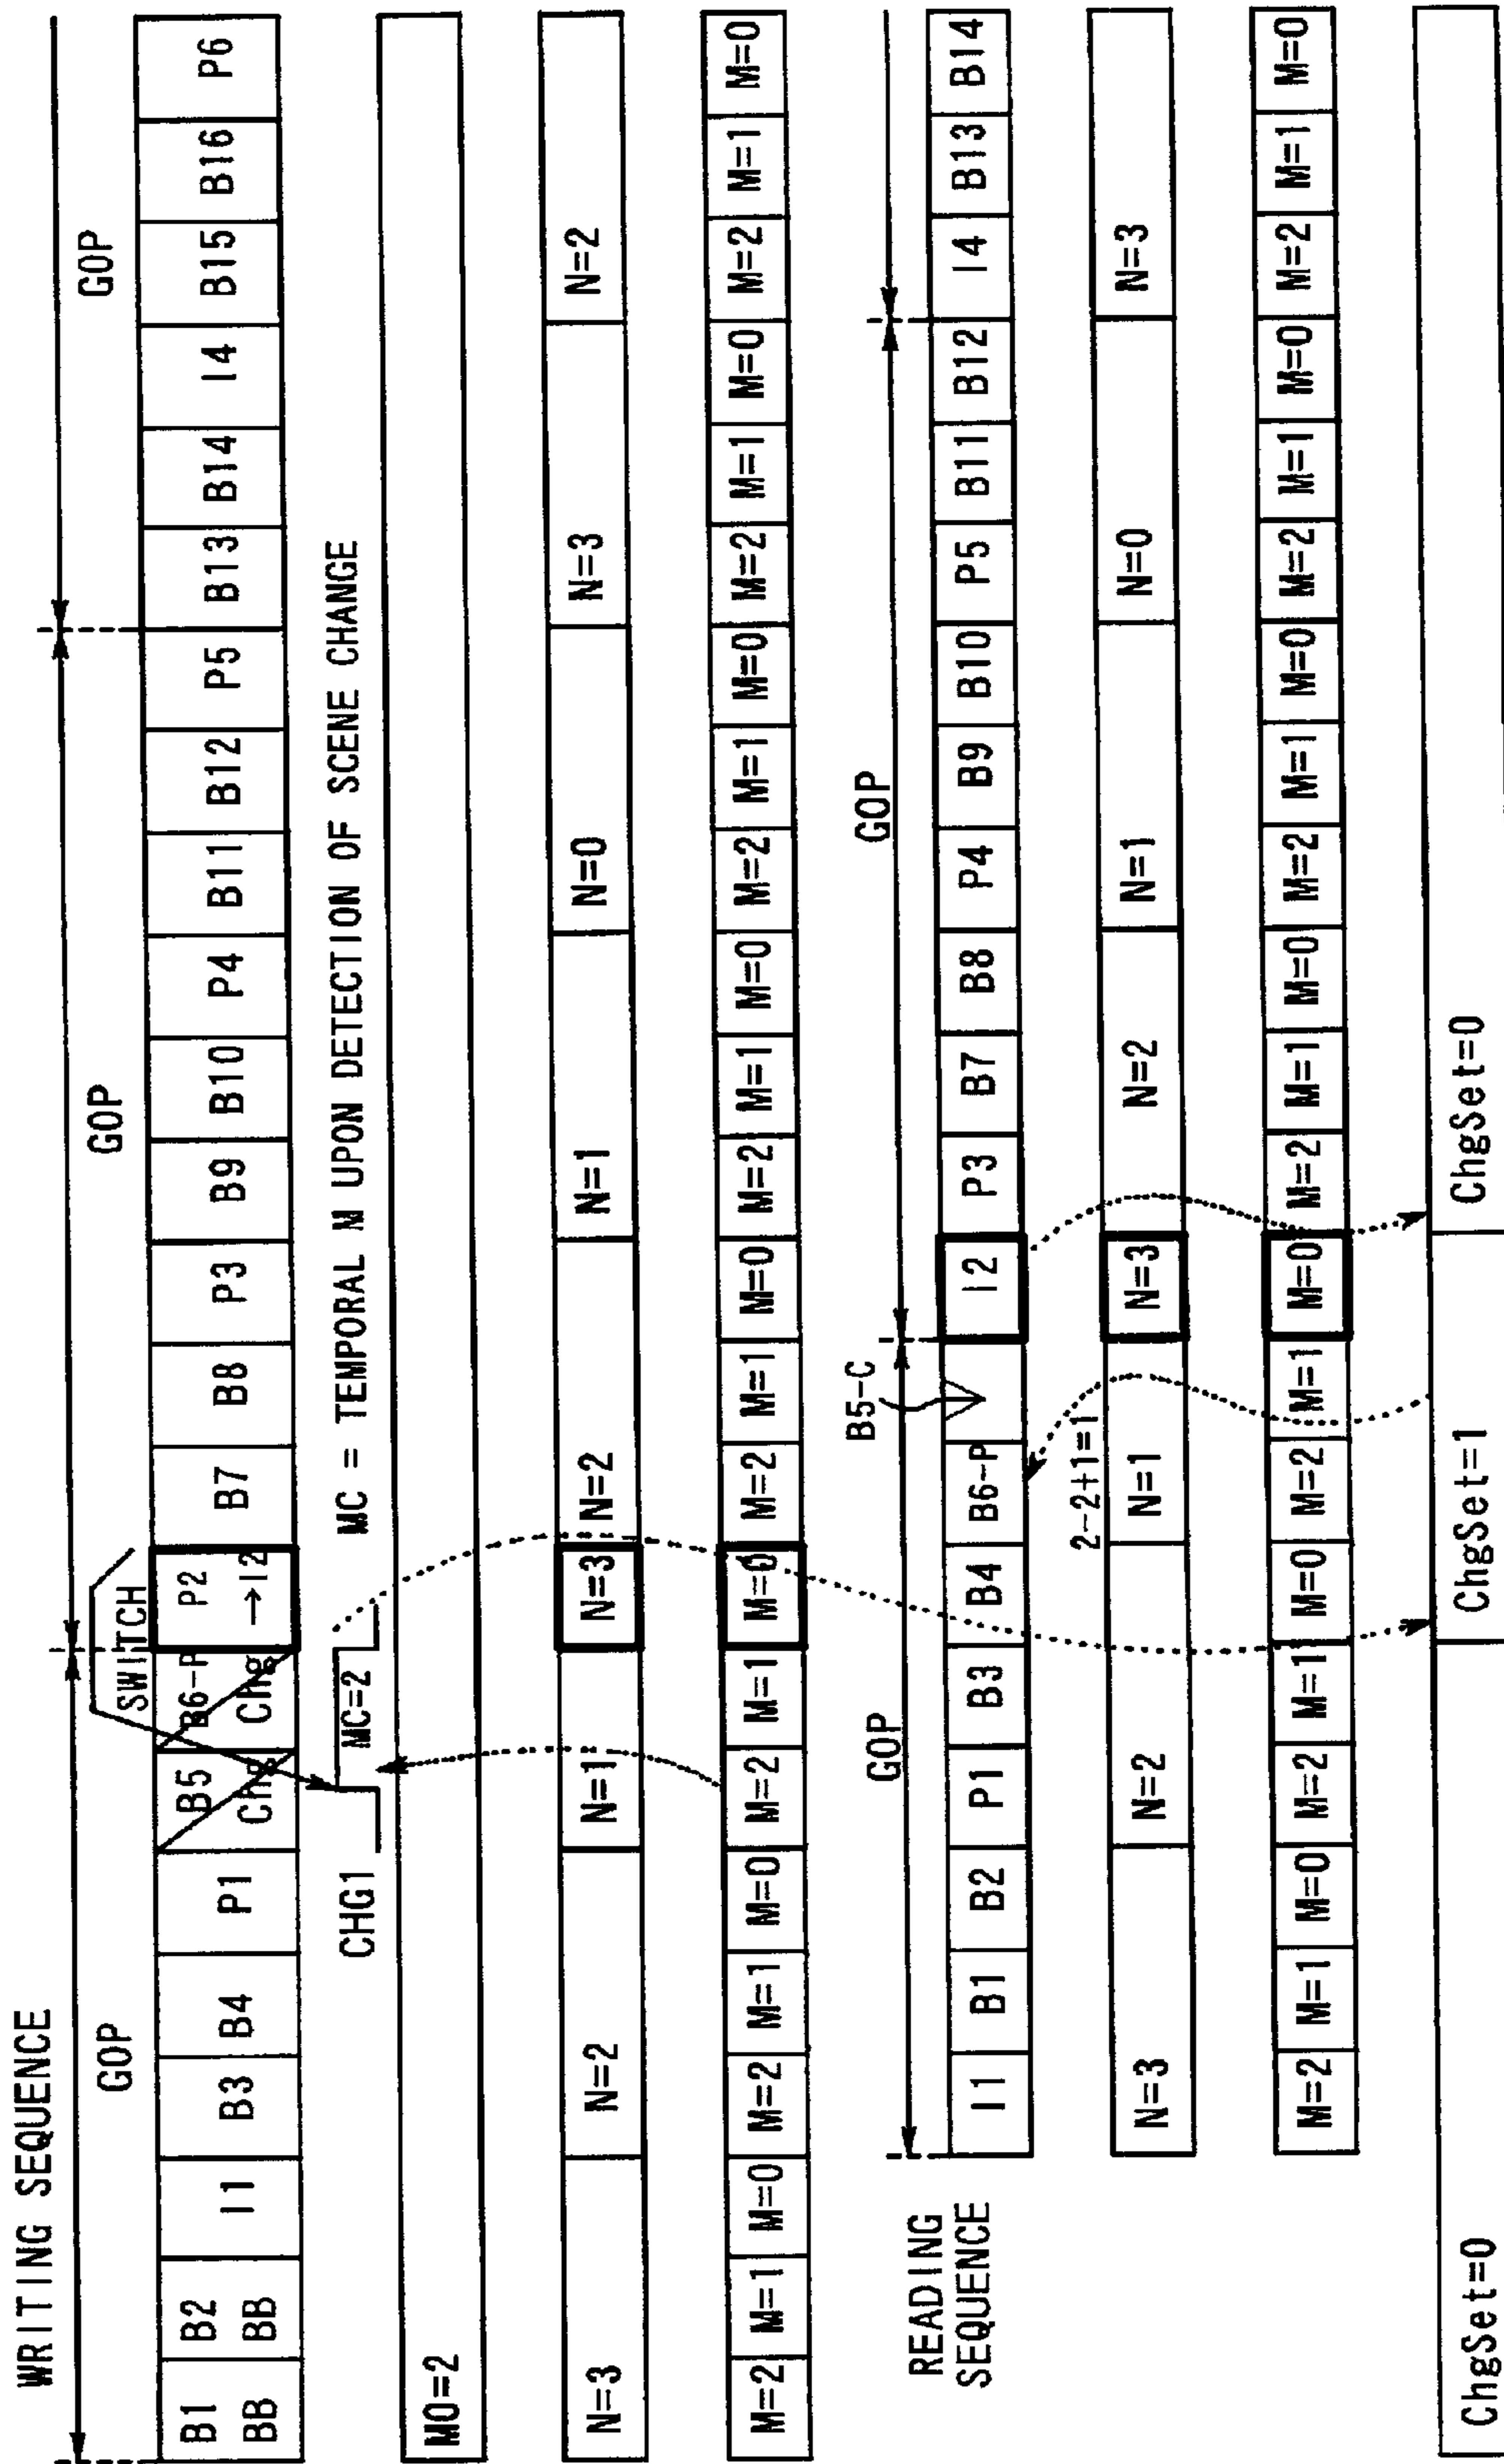 WRITING SEQUENCE
GOP GOP GOP
SWITCH
B1 B2 I1 B3 B4 P1 B5 B6-P P2 B7 B8 P3 B9 B10 P4 B11 B12 P5 B13 B14 I4 B15 B16 P6
BB BB Chg Chg →I2
CHG1 MC=2 MC = TEMPORAL M UPON DETECTION OF SCENE CHANGE
MO=2
N=3 N=2 N=1 N=3 N=2 N=1 N=0 N=3 N=2
M=2 M=1 M=0 M=2 M=1 M=0 M=2 M=1 M=0 M=2 M=1 M=0 M=2 M=1 M=0 M=2 M=1 M=0 M=2 M=1 M=0 M=2 M=1 M=0
READING
SEQUENCE
GOP B5-C GOP
I1 B1 B2 P1 B3 B4 B6-P I2 P3 B7 B8 P4 B9 B10 P5 B11 B12 I4 B13 B14
2-2+1=1
N=3 N=2 N=1 N=3 N=2 N=1 N=0 N=3
M=2 M=1 M=0 M=2 M=1 M=0 M=2 M=1 M=0 M=2 M=1 M=0 M=2 M=1 M=0 M=2 M=1 M=0 M=2 M=1 M=0
ChgSet=0 ChgSet=1 ChgSet=0